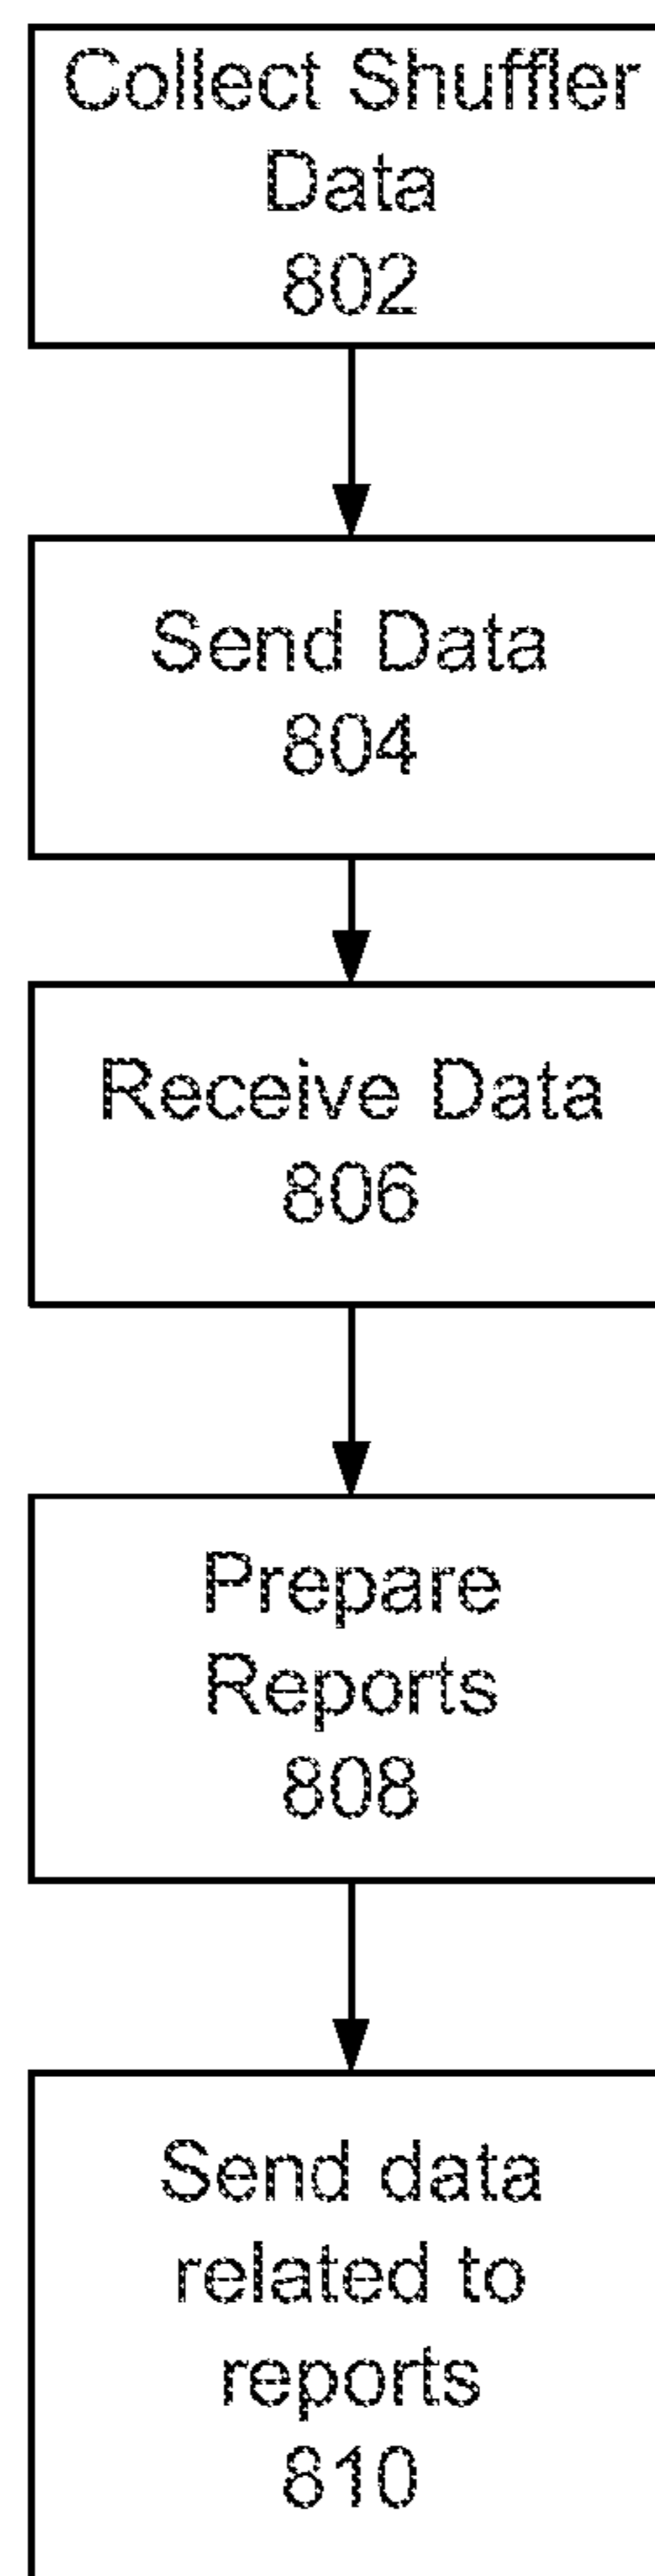 Collect Shuffler
Data
802
Send Data
804
Receive Data
806
Prepare
Reports
808
Send data
related to
reports
810